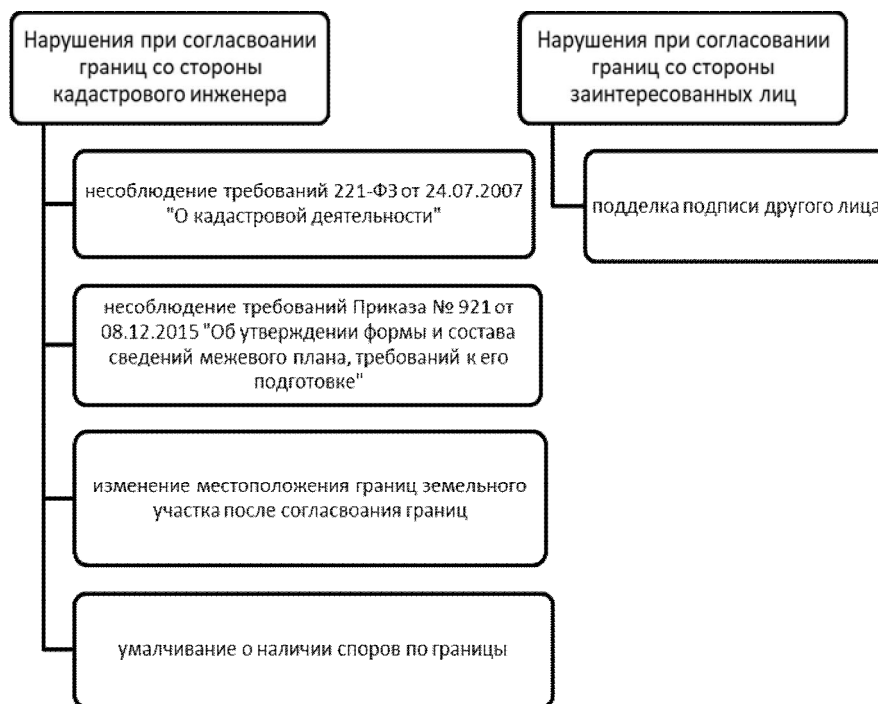 Нарушения при согласвоании
границ со стороны
кадастрового инженера
несоблюдение требований 221-ФЗ от 24.07.2007
"О кадастровой деятельности"
несоблюдение требований Приказа № 921 от
08.12.2015 "Об утверждении формы и состава
сведений межевого плана, требований к его
подготовке"
изменение местоположения границ земельного
участка после согласвоания границ
умалчивание о наличии споров по границы
Нарушения при согласовании
границ со стороны
заинтересованных лиц
подделка подписи другого лица